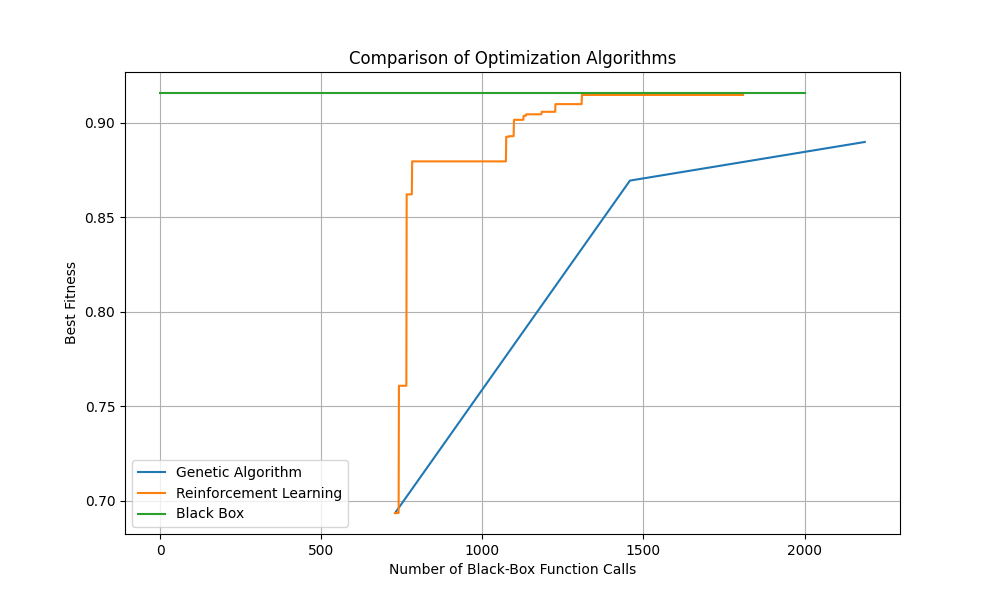 Comparison of Optimization Algorithms
Best Fitness
0.90
0.85
0.80
0.75
0.70
Genetic Algorithm
Reinforcement Learning
Black Box
0
500
1000
1500
2000
Number of Black-Box Function Calls